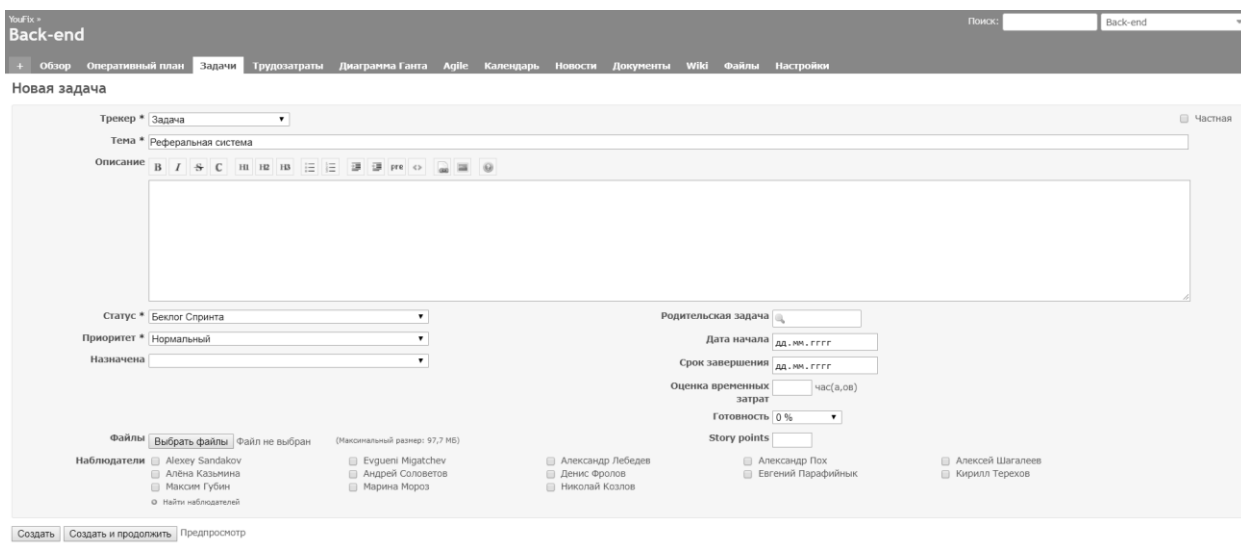 YouFix »
Back-end
Поиск: Back-end
+ Обзор Оперативный план Задачи Трудозатраты Диаграмма Ганта Agile Календарь Новости Документы Wiki Файлы Настройки
Новая задача
Трекер * Задача Частная
Тема * Реферальная система
Описание B I S C H1 H2 H3 pre <>
Статус * Беклог Спринта Родительская задача
Приоритет * Нормальный Дата начала дд.мм.гггг
Назначена Срок завершения дд.мм.гггг
Оценка временных затрат час(а,ов)
Готовность 0 %
Файлы Выбрать файлы Файл не выбран (Максимальный размер: 97,7 МБ) Story points
Наблюдатели Alexey Sandakov Evgueni Migatchev Александр Лебедев Александр Пох Алексей Шагалеев
Алёна Казьмина Андрей Соловетов Денис Фролов Евгений Парафийнык Кирилл Терехов
Максим Губин Марина Мороз Николай Козлов
Найти наблюдателей
Создать Создать и продолжить Предпросмотр